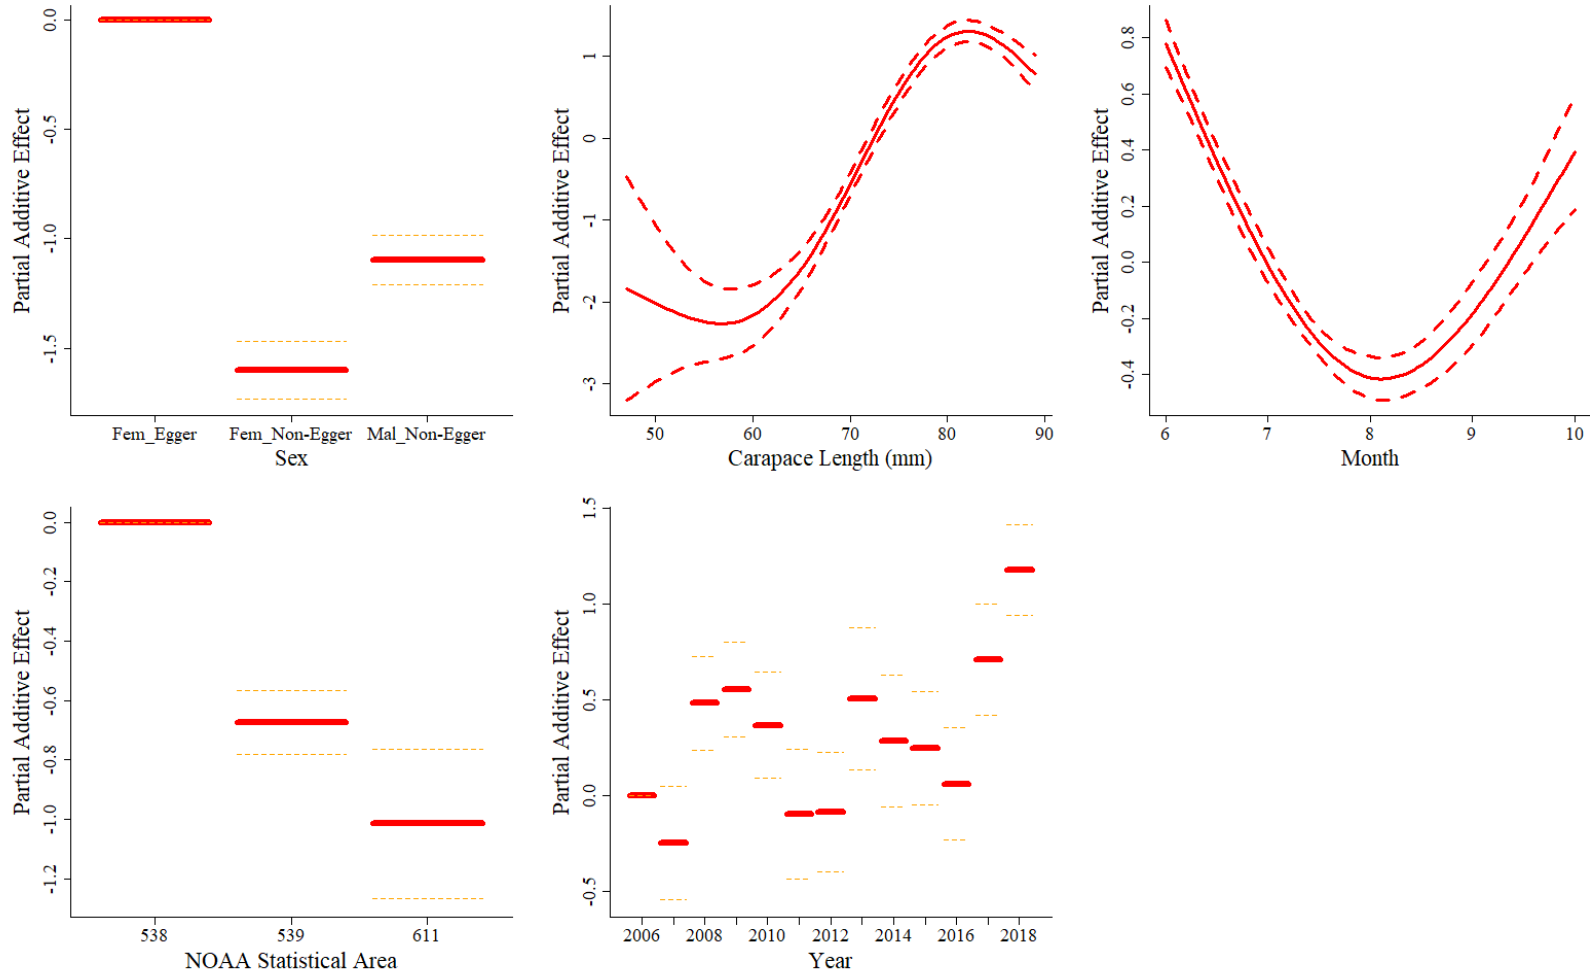 Partial Additive Effect
0.0
-0.5
-1.0
-1.5
Fem_Egger Fem_Non-Egger Mal_Non-Egger
Sex
Partial Additive Effect
1
0
-1
-2
-3
50 60 70 80 90
Carapace Length (mm)
Partial Additive Effect
0.8
0.6
0.4
0.2
0.0
-0.2
-0.4
6 7 8 9 10
Month
Partial Additive Effect
0.0
-0.2
-0.4
-0.6
-0.8
-1.0
-1.2
538 539 611
NOAA Statistical Area
Partial Additive Effect
1.5
1.0
0.5
0.0
-0.5
2006 2008 2010 2012 2014 2016 2018
Year